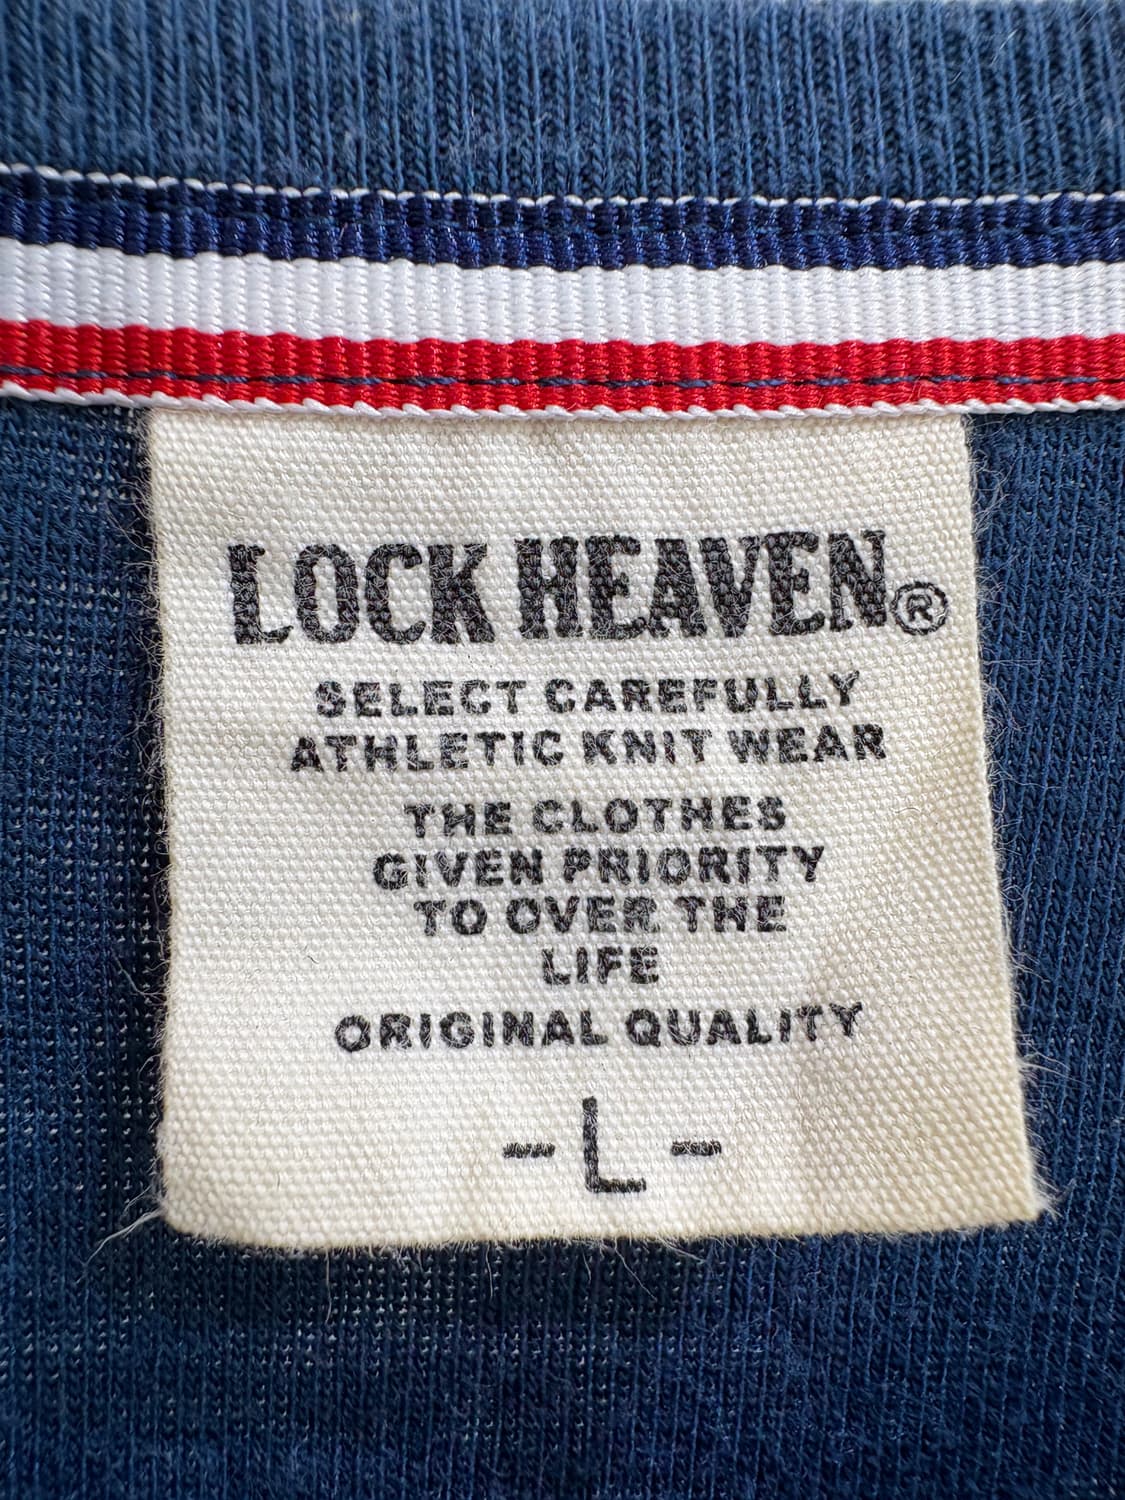 LOCK HEAVEN®
SELECT CAREFULLY
ATHLETIC KNIT WEAR
THE CLOTHES
GIVEN PRIORITY
TO OVER THE
LIFE
ORIGINAL QUALITY
- L -